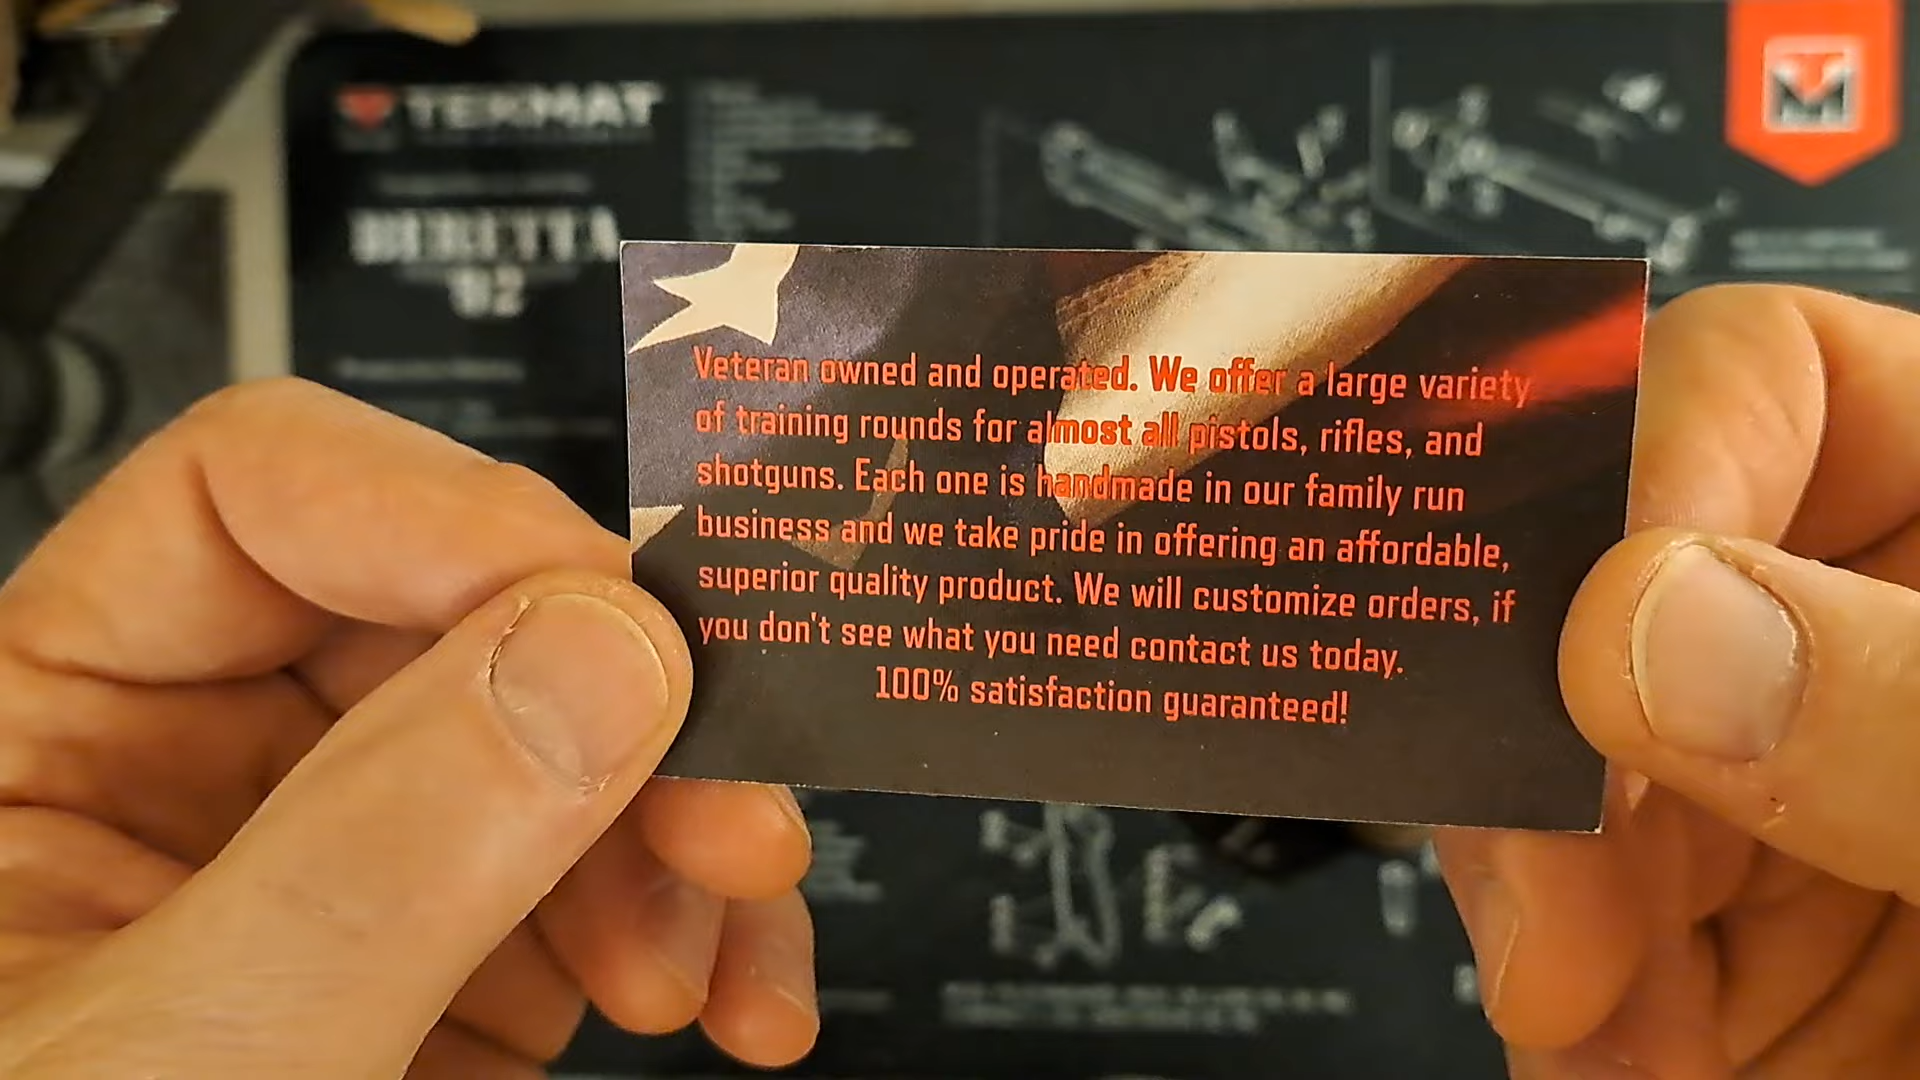 TEKMAT
BERETTA
92
Veteran owned and operated. We offer a large variety
of training rounds for almost all pistols, rifles, and
shotguns. Each one is handmade in our family run
business and we take pride in offering an affordable,
superior quality product. We will customize orders, if
you don't see what you need contact us today.
100% satisfaction guaranteed!